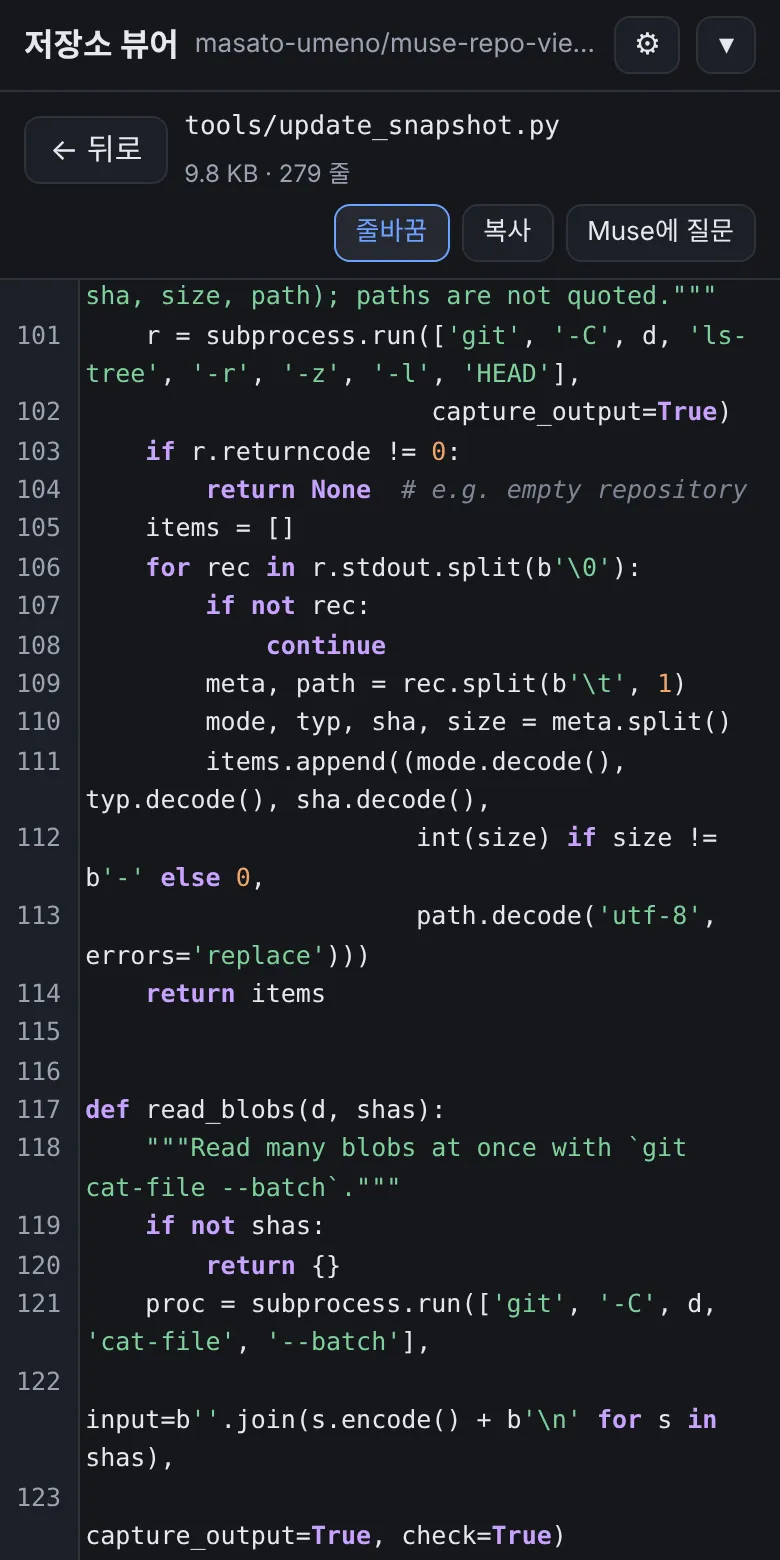 저장소 뷰어 masato-umeno/muse-repo-vie... ⚙ ▼
← 뒤로 tools/update_snapshot.py
9.8 KB · 279 줄
줄바꿈 복사 Muse에 질문
sha, size, path); paths are not quoted."""
101     r = subprocess.run(['git', '-C', d, 'ls-
tree', '-r', '-z', '-l', 'HEAD'],
102                        capture_output=True)
103     if r.returncode != 0:
104         return None  # e.g. empty repository
105     items = []
106     for rec in r.stdout.split(b'\0'):
107         if not rec:
108             continue
109         meta, path = rec.split(b'\t', 1)
110         mode, typ, sha, size = meta.split()
111         items.append((mode.decode(),
typ.decode(), sha.decode(),
112                       int(size) if size !=
b'-' else 0,
113                       path.decode('utf-8',
errors='replace')))
114     return items
115
116
117 def read_blobs(d, shas):
118     """Read many blobs at once with `git
cat-file --batch`."""
119     if not shas:
120         return {}
121     proc = subprocess.run(['git', '-C', d,
'cat-file', '--batch'],
122
input=b''.join(s.encode() + b'\n' for s in
shas),
123
capture_output=True, check=True)